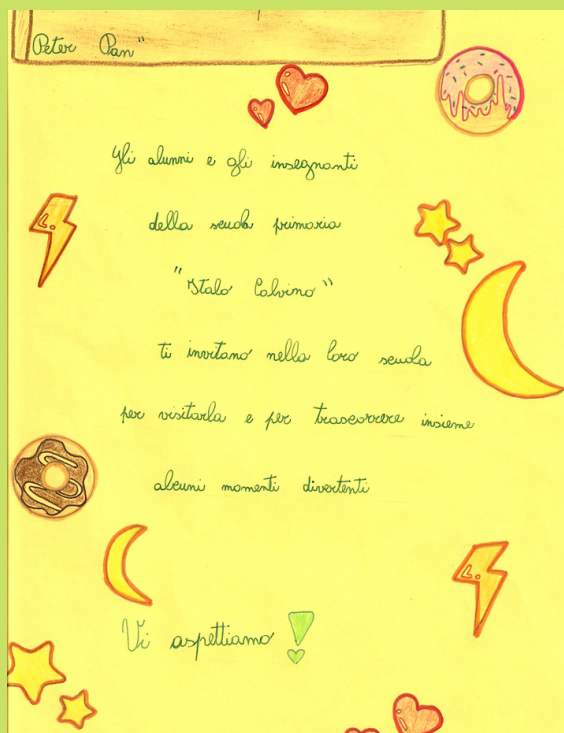 Peter Pan"
Gli alunni e gli insegnanti
della scuola primaria
"Italo Calvino"
ti invitano nella loro scuola
per visitarla e per trascorrere insieme
alcuni momenti divertenti
Vi aspettiamo!